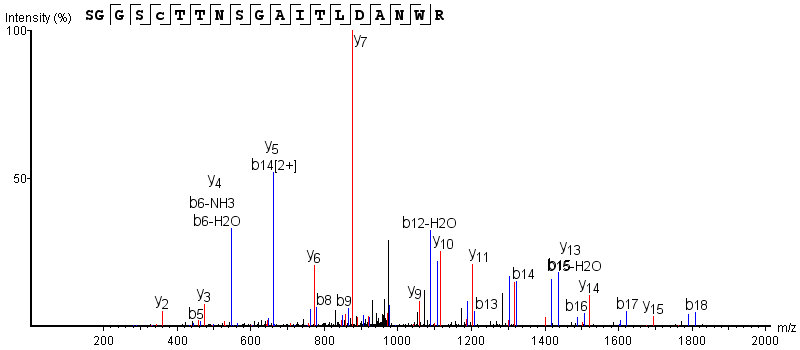 Intensity (%) SGGScTTNSGAITLDANWR
100
y7
y5
b14[2+]
50
y4
b6-NH3
b6-H2O
b12-H2O
y10
y13
y6
y11
b15 b15-H2O
b14
y14
y9
y3
b8 b9
b13
b16 b17 b18
y2
b5
y15
200 400 600 800 1000 1200 1400 1600 1800 2000 m/z